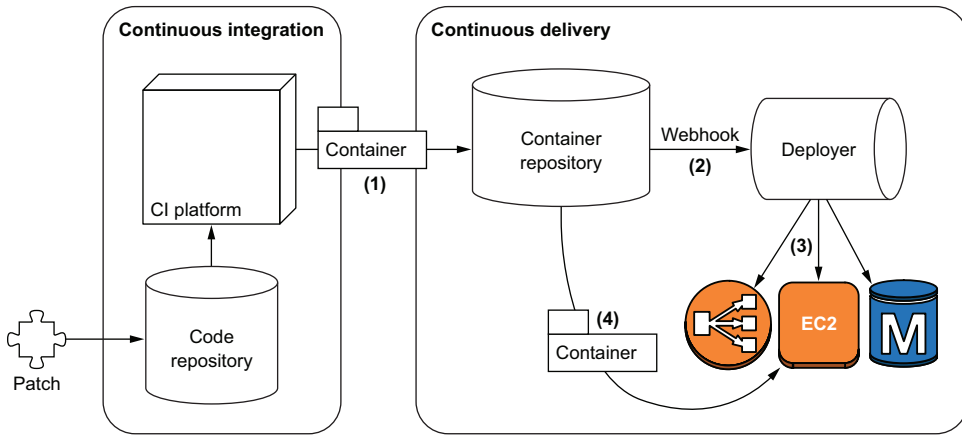 Continuous integration
Continuous delivery
Container
repository
Webhook
(2)
Deployer
Container
(1)
CI platform
(3)
Code
repository
Patch
(4)
Container
EC2
M